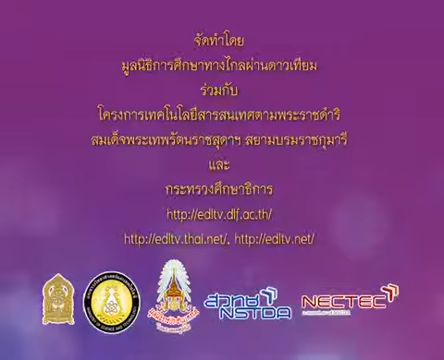 จัดทำโดย
มูลนิธิการศึกษาทางไกลผ่านดาวเทียม
ร่วมกับ
โครงการเทคโนโลยีสารสนเทศตามพระราชดำริ
สมเด็จพระเทพรัตนราชสุดาฯ สยามบรมราชกุมารี
และ
กระทรวงศึกษาธิการ
http://edltv.dlf.ac.th/
http://edltv.thai.net/, http://edltv.net/
สวทช
NSTDA
NECTEC